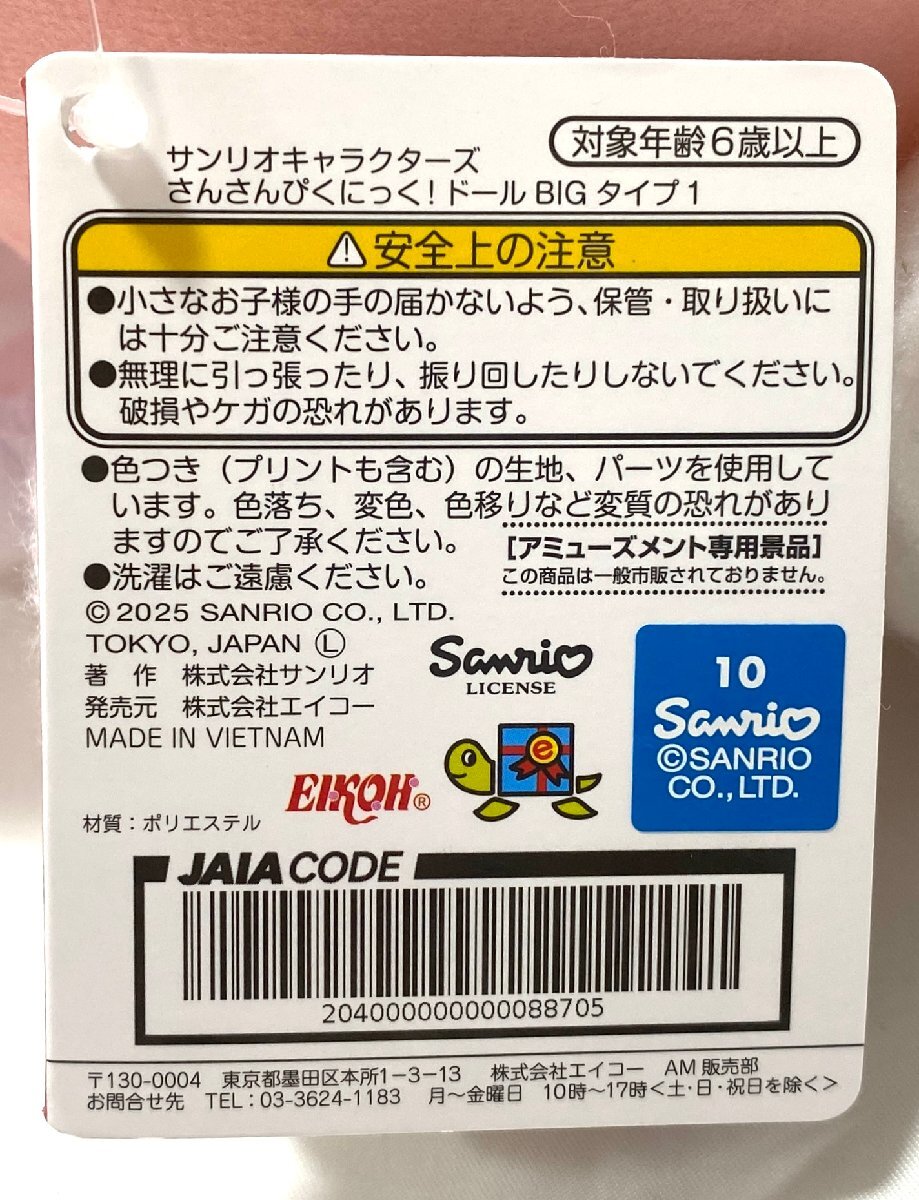 対象年齢6歳以上
サンリオキャラクターズ
さんさんぴくにっく!ドール BIG タイプ1
⚠安全上の注意
●小さなお子様の手の届かないよう、保管・取り扱いに
は十分ご注意ください。
●無理に引っ張ったり、振り回したりしないでください。
破損やケガの恐れがあります。
●色つき（プリントも含む）の生地、パーツを使用して
います。色落ち、変色、色移りなど変質の恐れがあり
ますのでご了承ください。
[アミューズメント専用景品]
●洗濯はご遠慮ください。
この商品は一般市販されておりません。
©2025 SANRIO CO., LTD.
TOKYO, JAPAN Ⓛ
著 作 株式会社サンリオ
発売元 株式会社エイコー
MADE IN VIETNAM
Sanrio
LICENSE
10
Sanrio
©SANRIO
CO., LTD.
e
EIKOH®
材質：ポリエステル
JAIA CODE
204000000000088705
〒130-0004 東京都墨田区本所1-3-13 株式会社エイコー AM 販売部
お問合せ先 TEL：03-3624-1183 月～金曜日 10時～17時＜土・日・祝日を除く＞